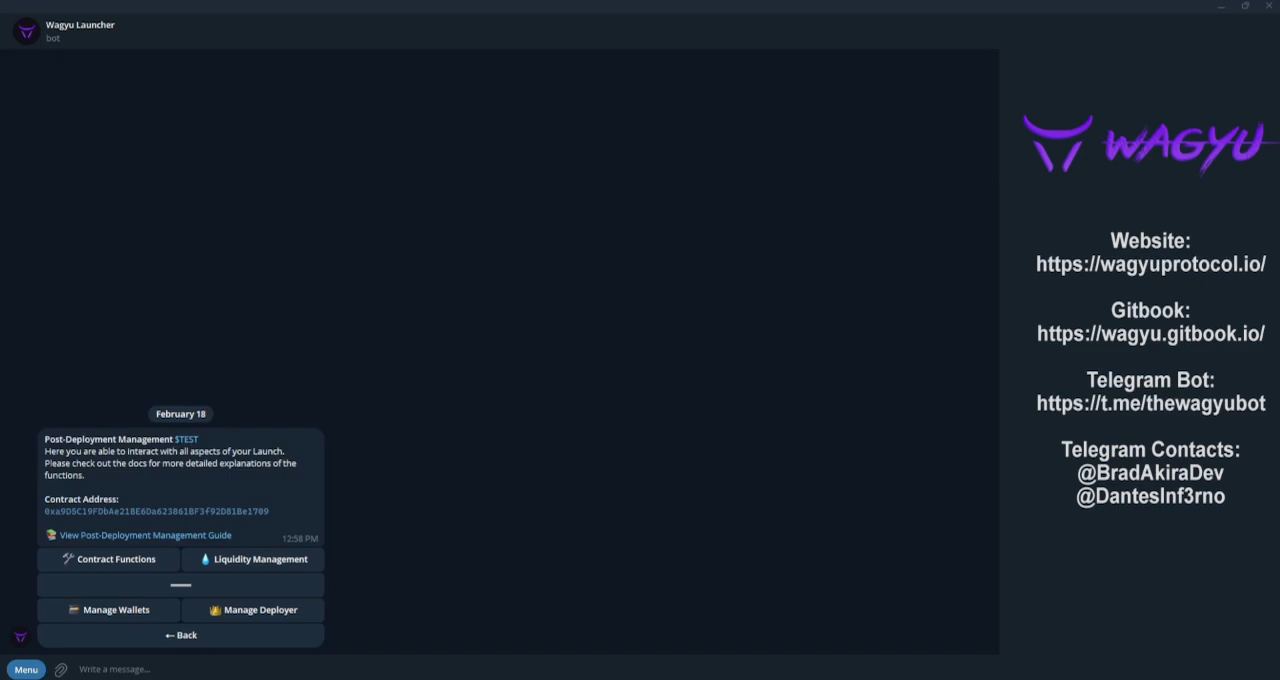 Wagyu Launcher
bot
WAGYU
Website:
https://wagyuprotocol.io/
Gitbook:
https://wagyu.gitbook.io/
Telegram Bot:
https://t.me/thewagyubot
Telegram Contacts:
@BradAkiraDev
@DantesInf3rno
February 18
Post-Deployment Management $TEST
Here you are able to interact with all aspects of your Launch.
Please check out the docs for more detailed explanations of the
functions.
Contract Address:
0xa9D5C19FDbAe218E6Da623861BF3f92D81Be1709
View Post-Deployment Management Guide
12:58 PM
Contract Functions
Liquidity Management
Manage Wallets
Manage Deployer
← Back
Menu
Write a message...